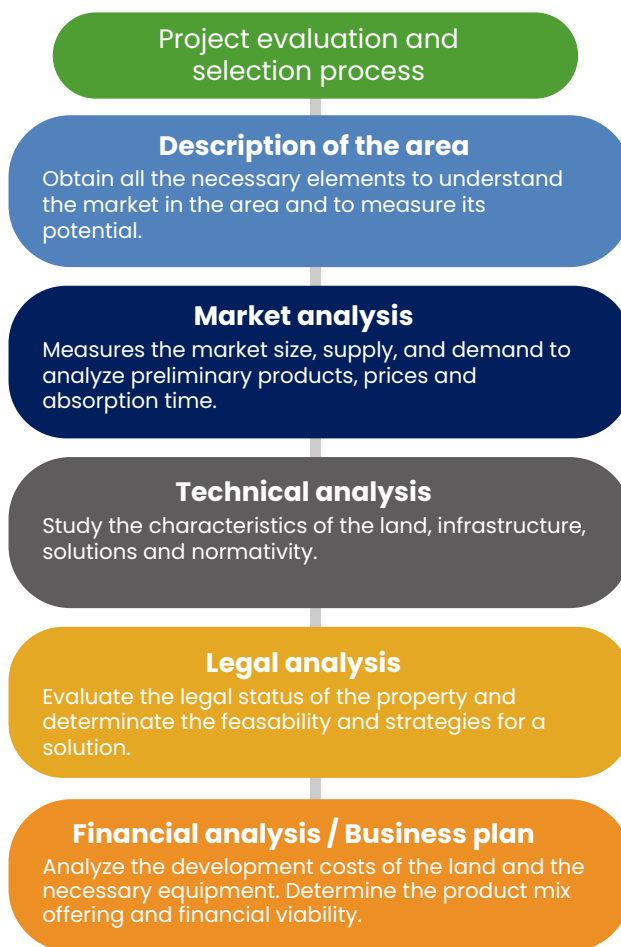 Project evaluation and
selection process
Description of the area
Obtain all the necessary elements to understand
the market in the area and to measure its
potential.
Market analysis
Measures the market size, supply, and demand to
analyze preliminary products, prices and
absorption time.
Technical analysis
Study the characteristics of the land, infrastructure,
solutions and normativity.
Legal analysis
Evaluate the legal status of the property and
determinate the feasability and strategies for a
solution.
Financial analysis / Business plan
Analyze the development costs of the land and the
necessary equipment. Determine the product mix
offering and financial viability.